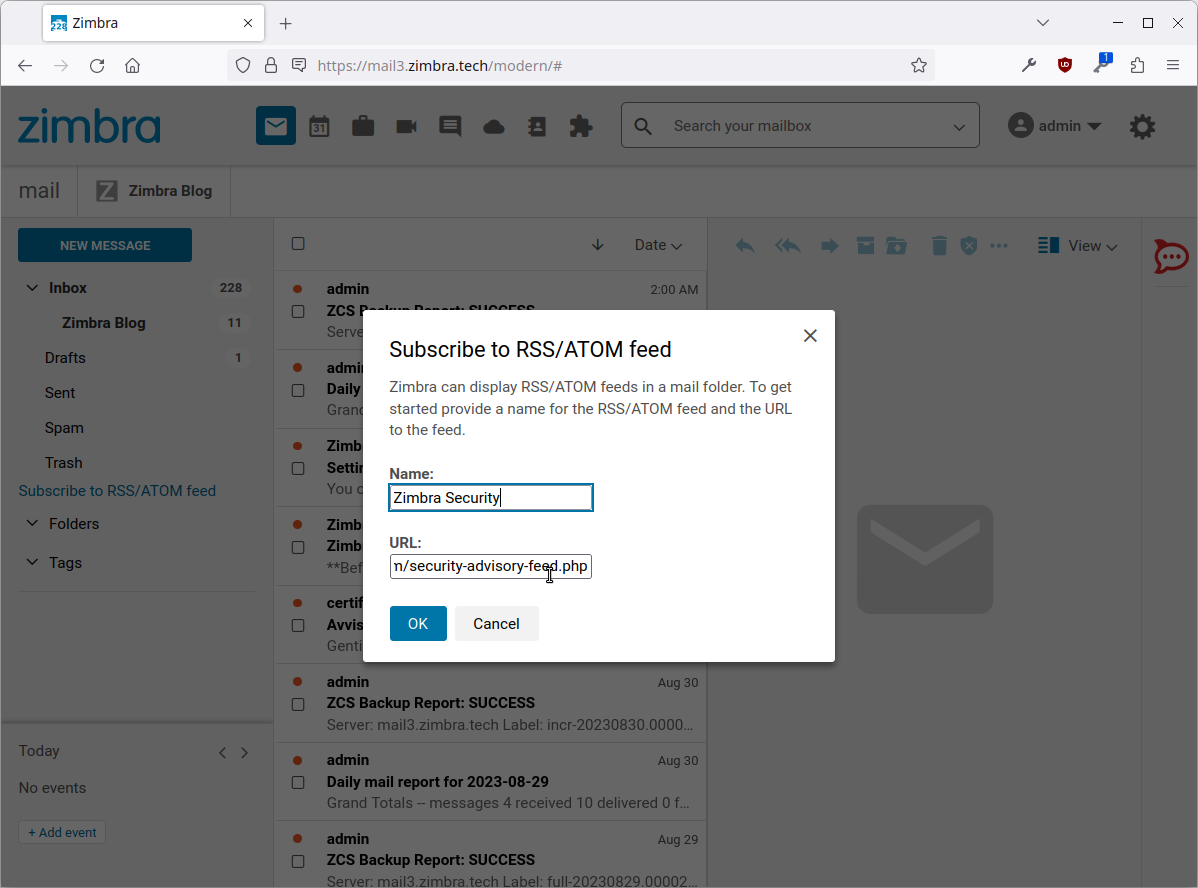 Zimbra
228
https://mail3.zimbra.tech/modern/#
1
zimbra
31
Search your mailbox
admin
mail
Zimbra Blog
NEW MESSAGE
Inbox 228
Zimbra Blog 11
Drafts 1
Sent
Spam
Trash
Subscribe to RSS/ATOM feed
Folders
Tags
Today
No events
+ Add event
Date
View
admin 2:00 AM
ZCS Backup Report: SUCCESS
Serve
admin
Daily
Grand
Zimb
Settin
You c
Zimb
Zimb
**Bef
certif
Avvis
Genti
admin Aug 30
ZCS Backup Report: SUCCESS
Server: mail3.zimbra.tech Label: incr-20230830.0000…
admin Aug 30
Daily mail report for 2023-08-29
Grand Totals -- messages 4 received 10 delivered 0 f…
admin Aug 29
ZCS Backup Report: SUCCESS
Server: mail3.zimbra.tech Label: full-20230829.00002…
Subscribe to RSS/ATOM feed
Zimbra can display RSS/ATOM feeds in a mail folder. To get
started provide a name for the RSS/ATOM feed and the URL
to the feed.
Name:
Zimbra Security
URL:
n/security-advisory-feed.php
OK
Cancel